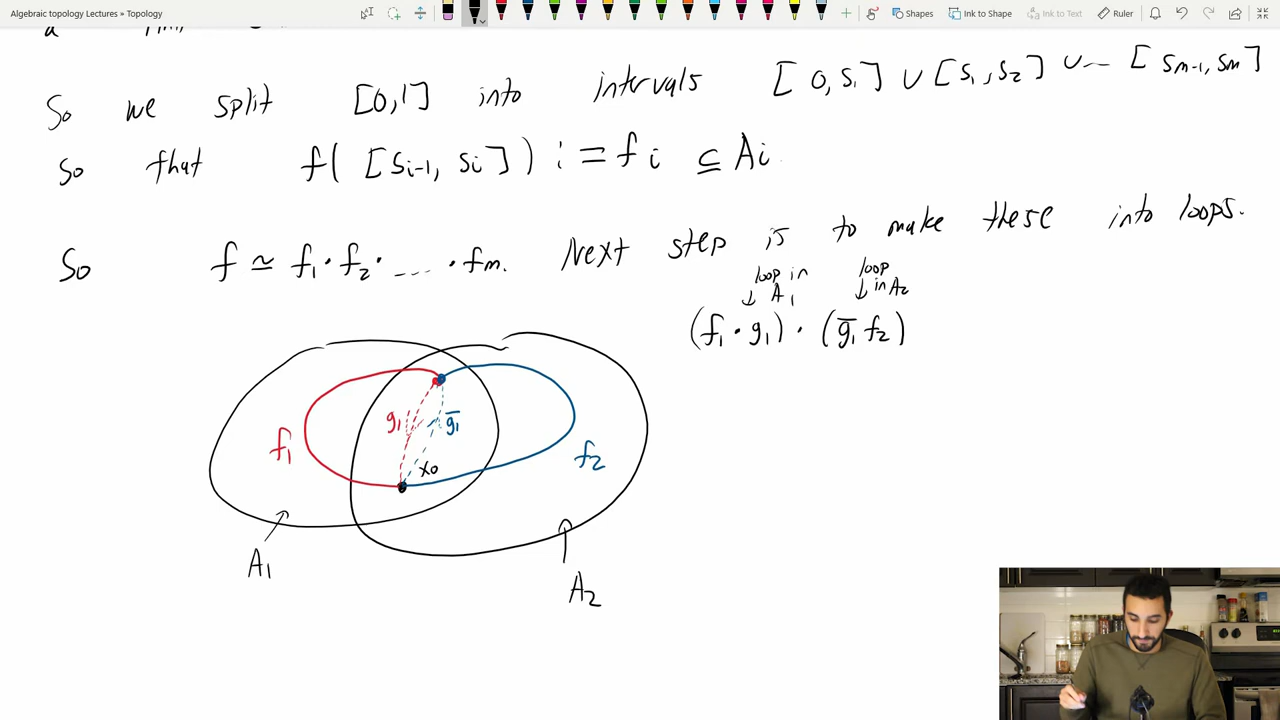 Algebraic topology Lectures » Topology
Shapes Ink to Shape Ink to Text Ruler
So we split [0,1] into intervals [0,s₁] ∪ [s₁,s₂] ∪ ... [sₘ₋₁,sₘ]
So that f([sᵢ₋₁, sᵢ]) := fᵢ ⊆ Aᵢ
So f ≃ f₁·f₂· .... ·fₘ. Next step is to make these into loops.
loop in A₁ loop in A₂
(f₁·g₁)·(g̅₁f₂)
f₁ g₁ g̅₁ f₂
x₀
A₁
A₂